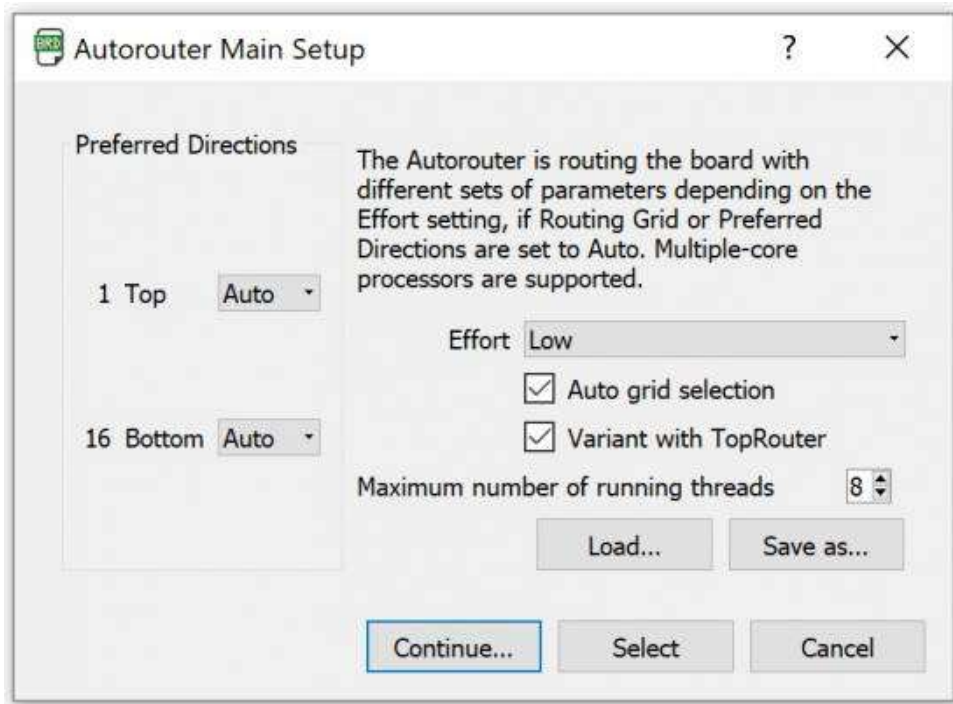 BRD Autorouter Main Setup ?
Preferred Directions
1 Top Auto
16 Bottom Auto
The Autorouter is routing the board with
different sets of parameters depending on the
Effort setting, if Routing Grid or Preferred
Directions are set to Auto. Multiple-core
processors are supported.
Effort Low
Auto grid selection
Variant with TopRouter
Maximum number of running threads 8
Load... Save as...
Continue... Select Cancel